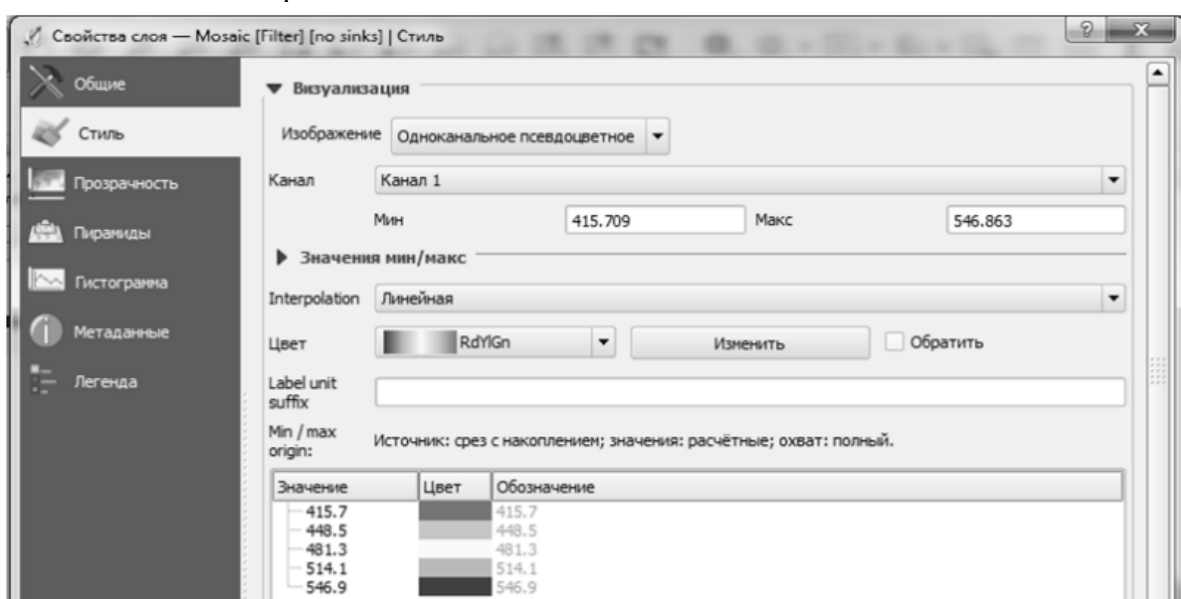 Свойства слоя — Mosaic [Filter] [no sinks] | Стиль
Общие
Стиль
Прозрачность
Пирамиды
Гистограмма
Метаданные
Легенда
Визуализация
Изображение Одноканальное псевдоцветное
Канал Канал 1
Мин 415.709 Макс 546.863
Значения мин/макс
Interpolation Линейная
Цвет RdYlGn Изменить Обратить
Label unit
suffix
Min / max
origin: Источник: срез с накоплением; значения: расчётные; охват: полный.
Значение Цвет Обозначение
415.7 415.7
448.5 448.5
481.3 481.3
514.1 514.1
546.9 546.9